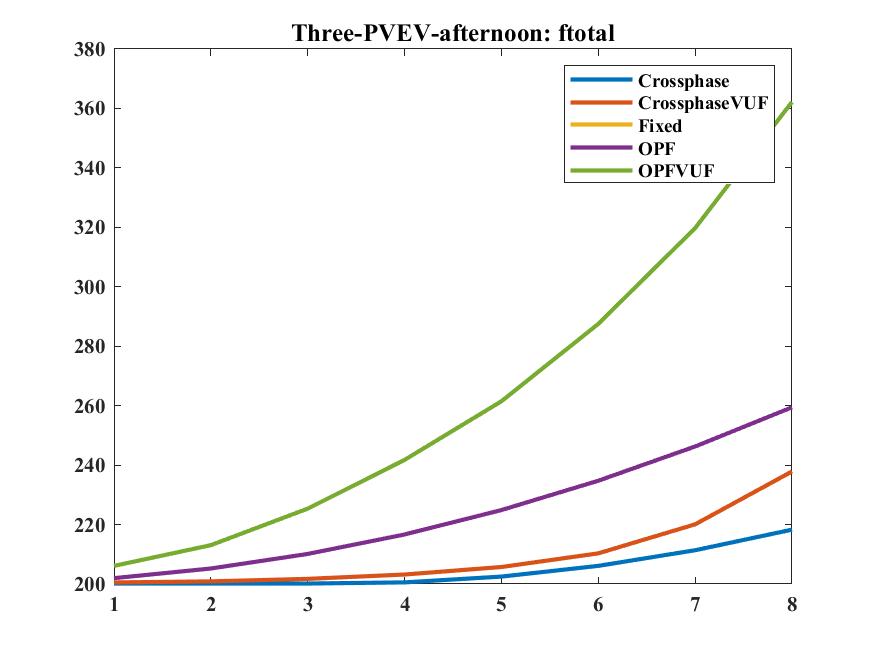 Three-PVEV-afternoon: ftotal
380
360
340
320
300
280
260
240
220
200
Crossphase
CrossphaseVUF
Fixed
OPF
OPFVUF
1 2 3 4 5 6 7 8